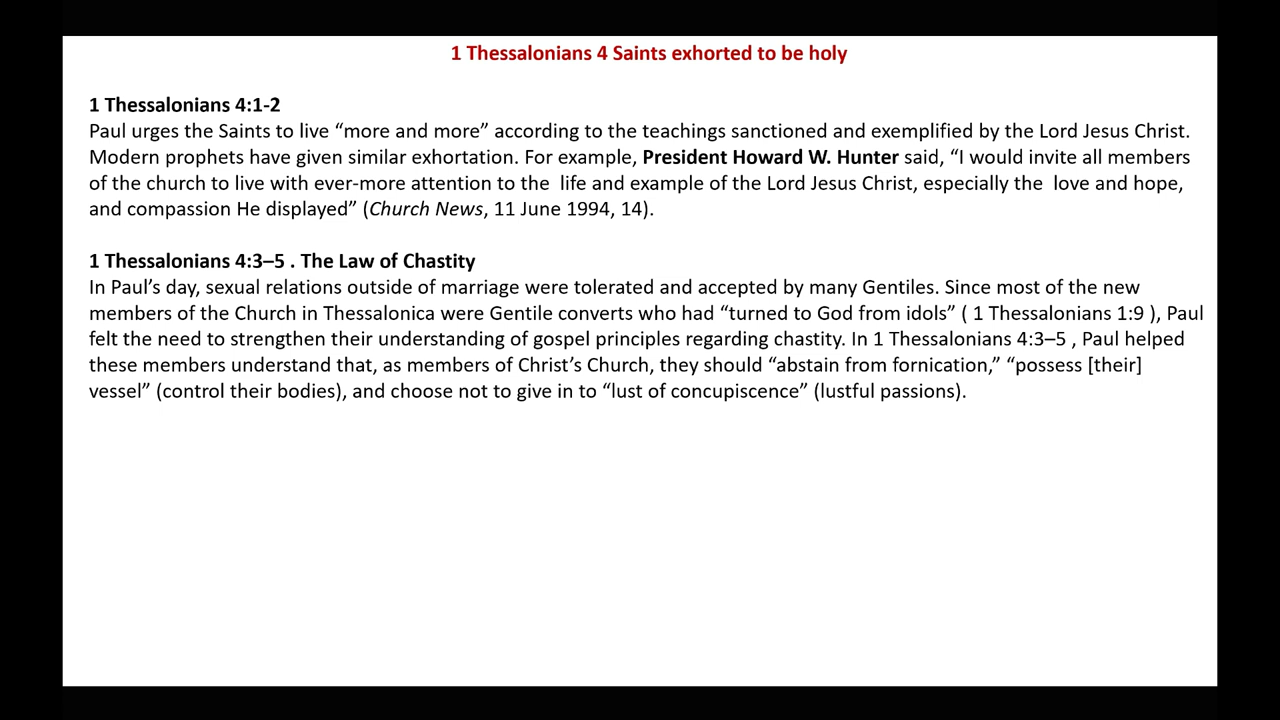 1 Thessalonians 4 Saints exhorted to be holy
1 Thessalonians 4:1-2
Paul urges the Saints to live “more and more” according to the teachings sanctioned and exemplified by the Lord Jesus Christ.
Modern prophets have given similar exhortation. For example, President Howard W. Hunter said, “I would invite all members
of the church to live with ever-more attention to the  life and example of the Lord Jesus Christ, especially the  love and hope,
and compassion He displayed” (Church News, 11 June 1994, 14).
1 Thessalonians 4:3–5 . The Law of Chastity
In Paul’s day, sexual relations outside of marriage were tolerated and accepted by many Gentiles. Since most of the new
members of the Church in Thessalonica were Gentile converts who had “turned to God from idols” ( 1 Thessalonians 1:9 ), Paul
felt the need to strengthen their understanding of gospel principles regarding chastity. In 1 Thessalonians 4:3–5 , Paul helped
these members understand that, as members of Christ’s Church, they should “abstain from fornication,” “possess [their]
vessel” (control their bodies), and choose not to give in to “lust of concupiscence” (lustful passions).